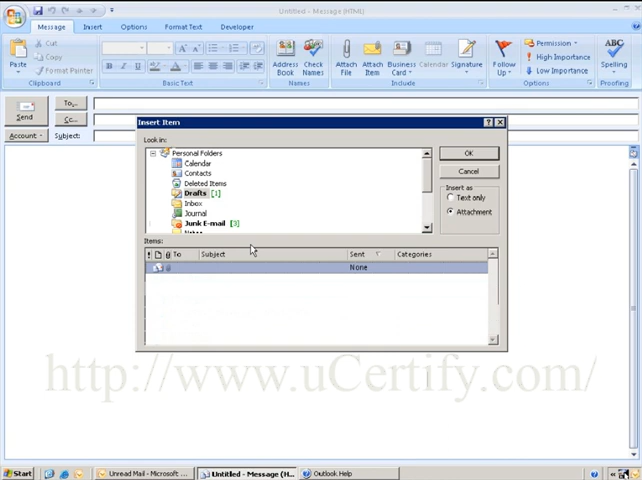 Untitled - Message (HTML)
Message Insert Options Format Text Developer
Paste
Cut
Copy
Format Painter
Clipboard
B I U
Basic Text
Address Book
Check Names
Names
Attach File
Attach Item
Business Card
Calendar
Signature
Include
Follow Up
Permission
High Importance
Low Importance
Options
ABC
Spelling
Proofing
Send
To...
Cc...
Account
Subject:
Insert Item
Look in:
Personal Folders
Calendar
Contacts
Deleted Items
Drafts [1]
Inbox
Journal
Junk E-mail [3]
Notes
OK
Cancel
Insert as
Text only
Attachment
Items:
To Subject Sent Categories
None
http://www.uCertify.com/
Start
Unread Mail - Microsoft ...
Untitled - Message (H...
Outlook Help